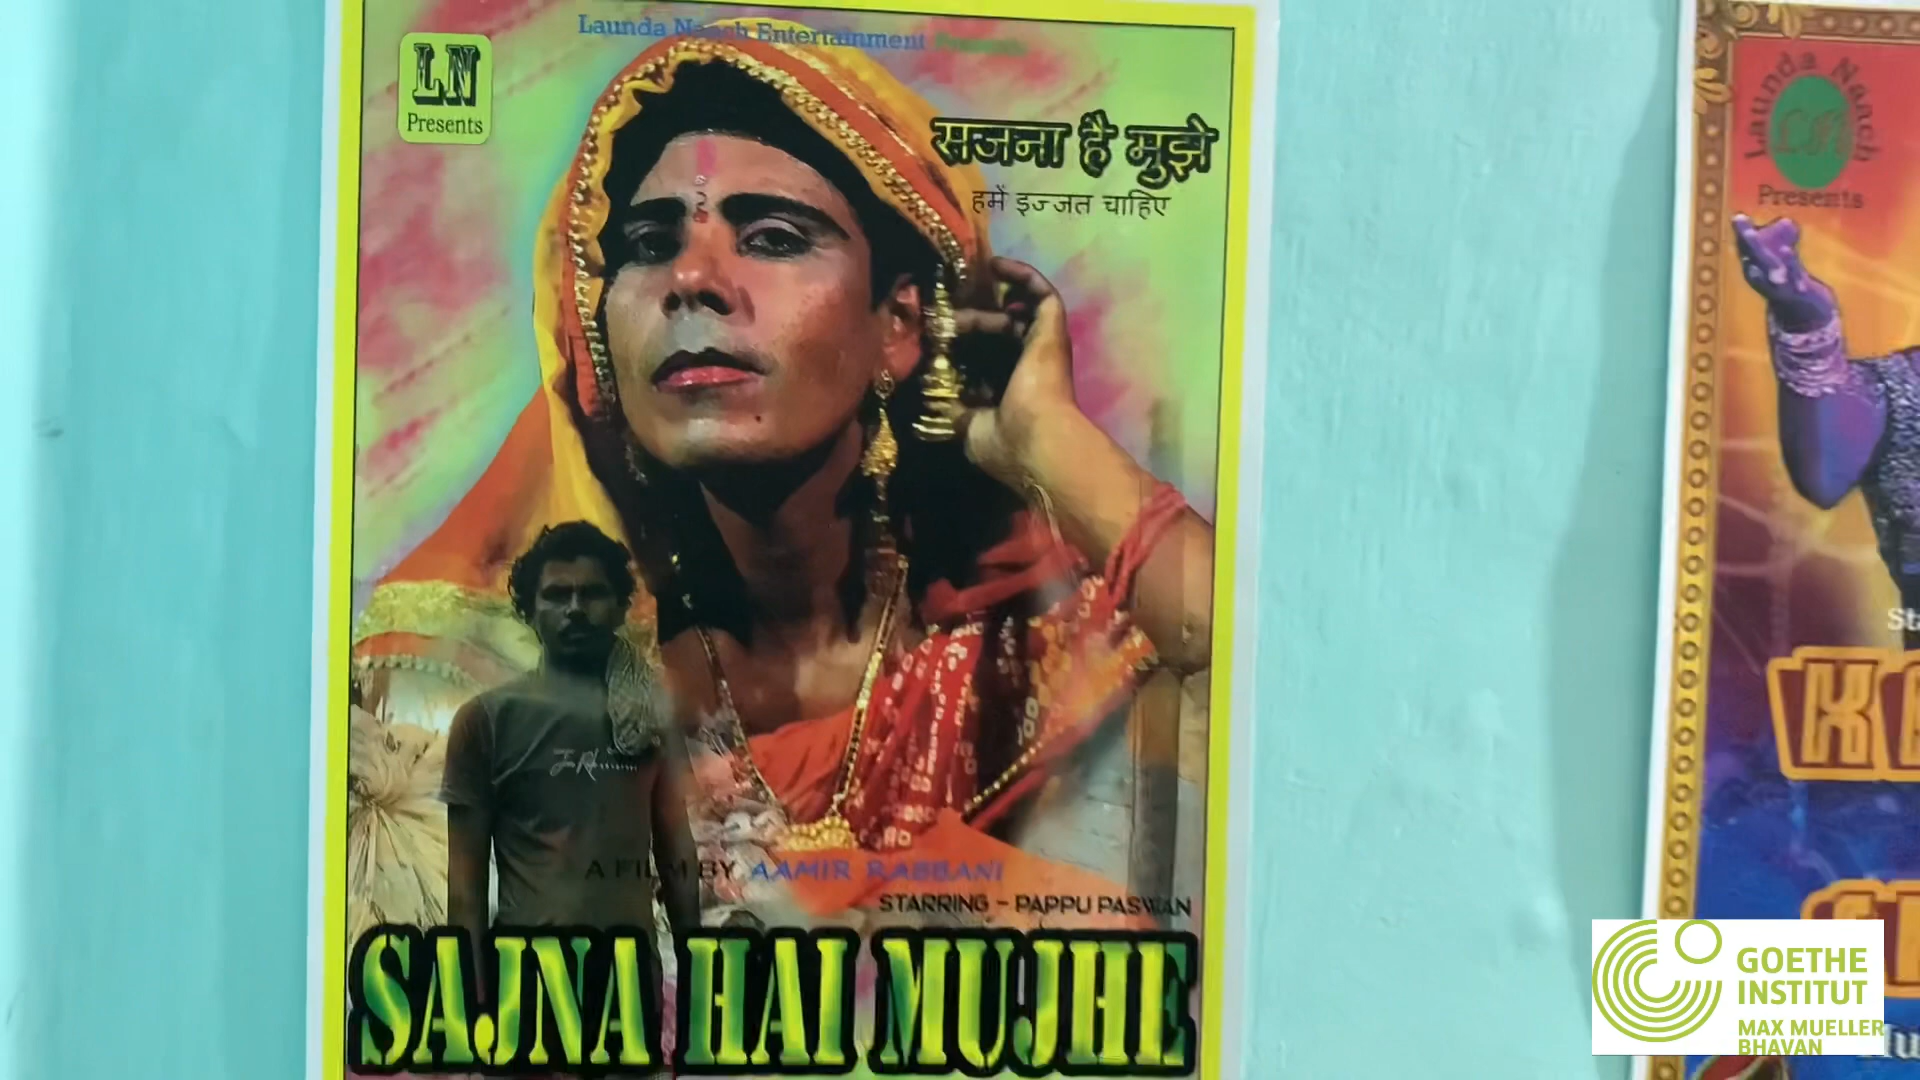 Launda Naach Entertainment Presents
LN
Presents
सजना है मुझे
हमें इज्जत चाहिए
A FILM BY AAMIR RABBANI
STARRING - PAPPU PASWAN
SAJNA HAI MUJHE
Launda Naach
LN
Presents
GOETHE
INSTITUT
MAX MUELLER
BHAVAN